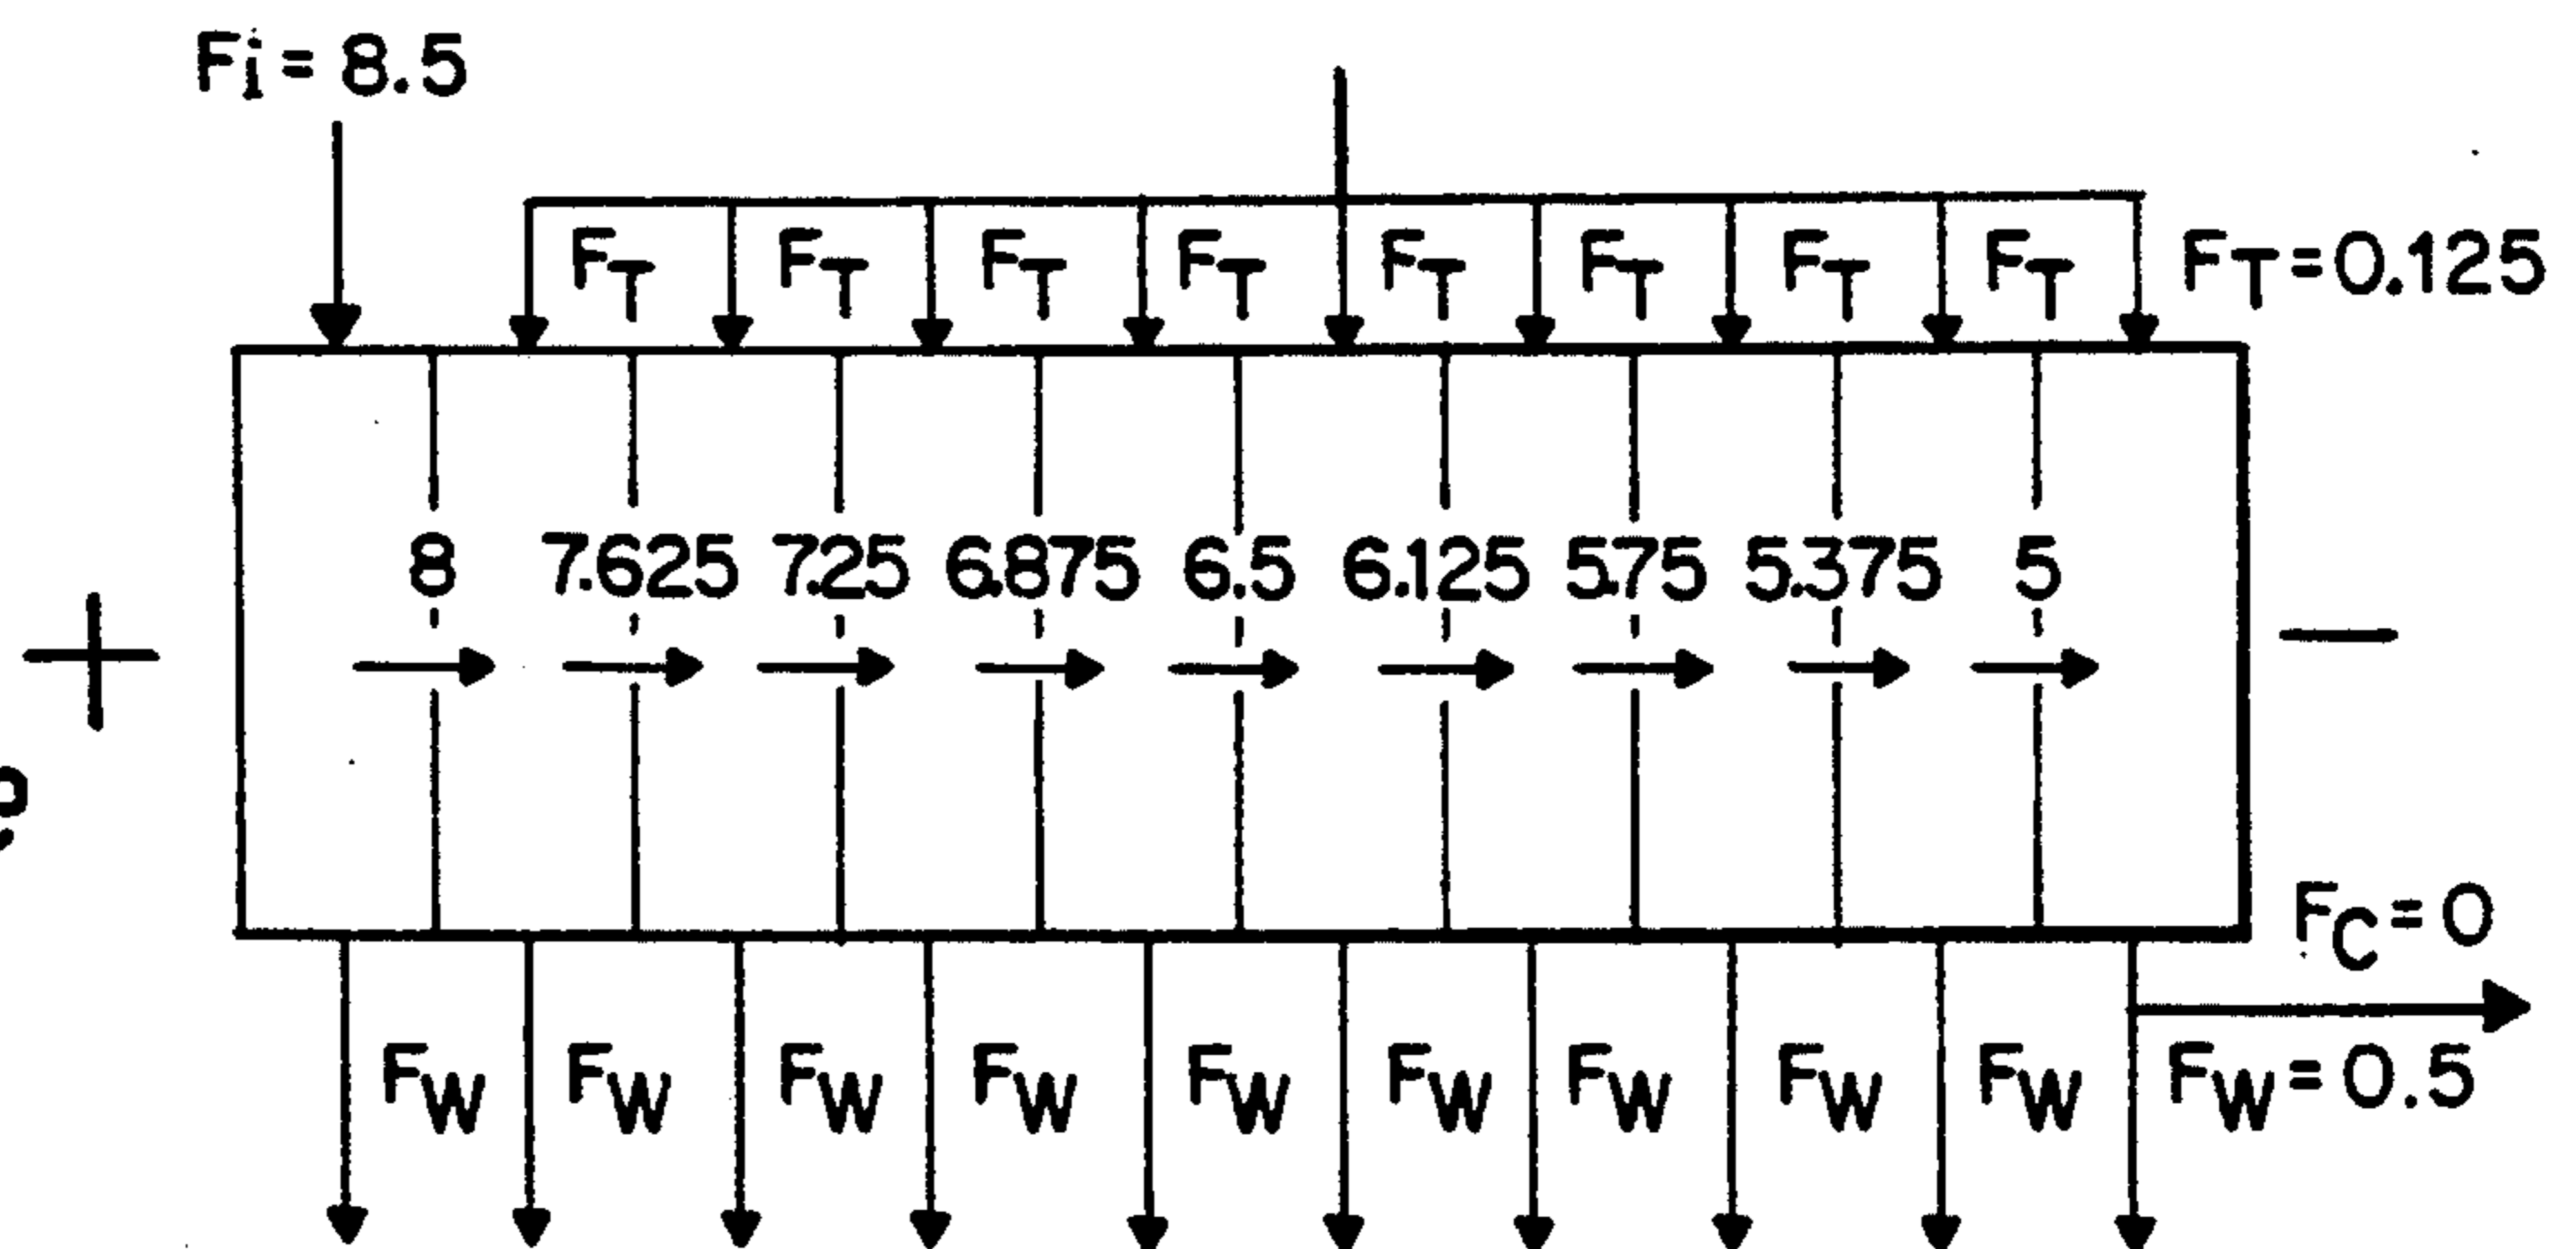 Fi = 8.5
FT FT FT FT FT FT FT FT FT = 0.125
8 7.625 7.25 6.875 6.5 6.125 5.75 5.375 5
+ −
FC = 0
FW FW FW FW FW FW FW FW FW FW = 0.5